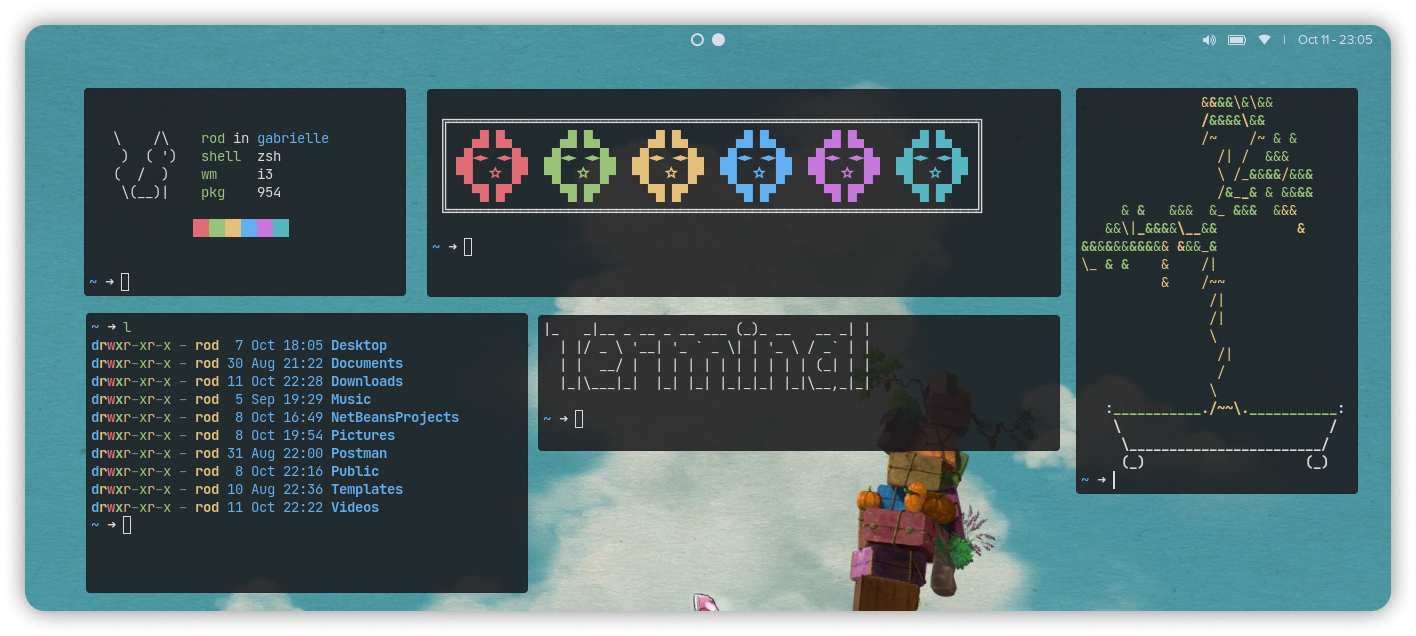 Oct 11 - 23:05
rod in gabrielle
shell zsh
wm i3
pkg 954
~ ➜
~ ➜
~ ➜ l
drwxr-xr-x - rod 7 Oct 18:05 Desktop
drwxr-xr-x - rod 30 Aug 21:22 Documents
drwxr-xr-x - rod 11 Oct 22:28 Downloads
drwxr-xr-x - rod 5 Sep 19:29 Music
drwxr-xr-x - rod 8 Oct 16:49 NetBeansProjects
drwxr-xr-x - rod 8 Oct 19:54 Pictures
drwxr-xr-x - rod 31 Aug 22:00 Postman
drwxr-xr-x - rod 8 Oct 22:16 Public
drwxr-xr-x - rod 10 Aug 22:36 Templates
drwxr-xr-x - rod 11 Oct 22:22 Videos
~ ➜
terminal
~ ➜
~ ➜